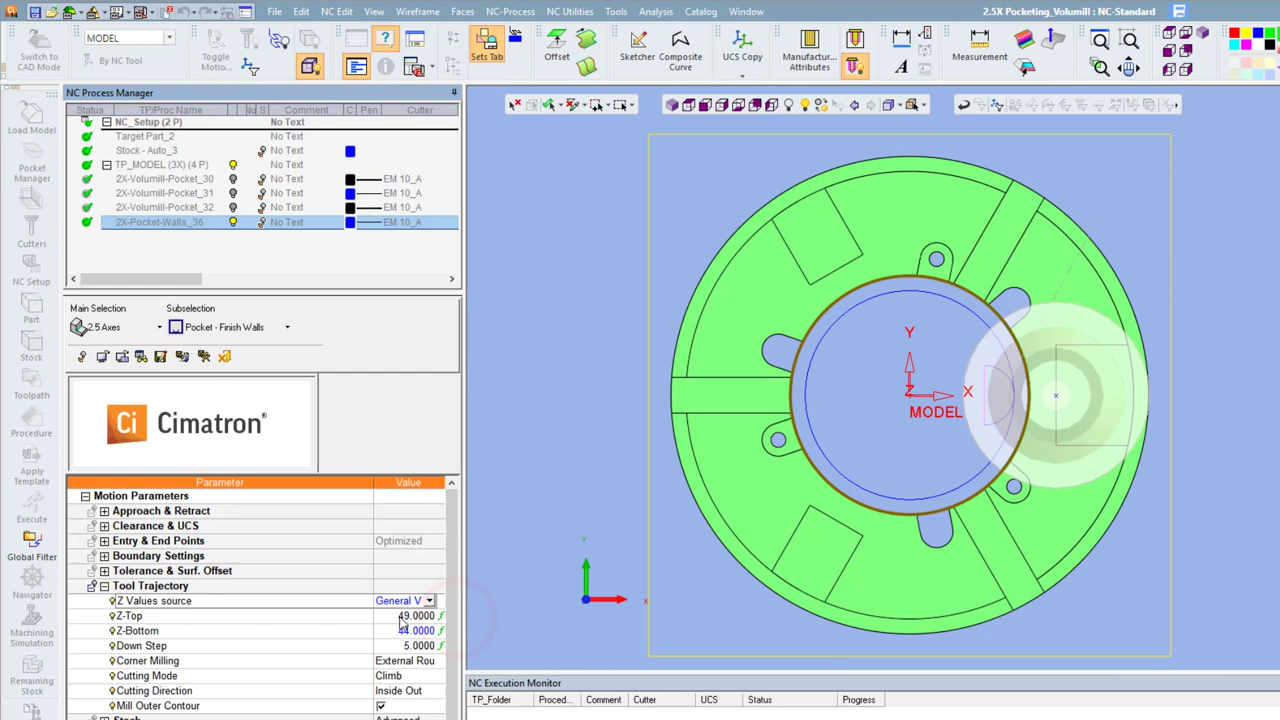 File Edit NC Edit View Wireframe Faces NC-Process NC Utilities Tools Analysis Catalog Window 2.5X Pocketing_Volumill : NC-Standard
Switch to CAD Mode
MODEL
By NC Tool
Toggle Motion...
Sets Tab
Offset
Sketcher
Composite Curve
UCS Copy
Manufactur... Attributes
A
Measurement
NC Process Manager
Status TP/Proc Name S Comment C Pen Cutter
NC_Setup (2 P) No Text
Target Part_2 No Text
Stock - Auto_3 No Text
TP_MODEL (3X) (4 P) No Text
2X-Volumill-Pocket_30 No Text EM 10_A
2X-Volumill-Pocket_31 No Text EM 10_A
2X-Volumill-Pocket_32 No Text EM 10_A
2X-Pocket-Walls_36 No Text EM 10_A
Load Model
Pocket Manager
Cutters
NC Setup
Part
Stock
Toolpath
Procedure
Apply Template
Execute
Global Filter
Navigator
Machining Simulation
Remaining Stock
Main Selection Subselection
2.5 Axes Pocket - Finish Walls
Ci Cimatron®
Parameter Value
Motion Parameters
Approach & Retract
Clearance & UCS
Entry & End Points Optimized
Boundary Settings
Tolerance & Surf. Offset
Tool Trajectory
Z Values source General V
Z-Top 49.0000 f
Z-Bottom 44.0000 f
Down Step 5.0000 f
Corner Milling External Rou
Cutting Mode Climb
Cutting Direction Inside Out
Mill Outer Contour
Y
Z
X
MODEL
Y
x
NC Execution Monitor
TP_Folder Proced... Comment Cutter UCS Status Progress